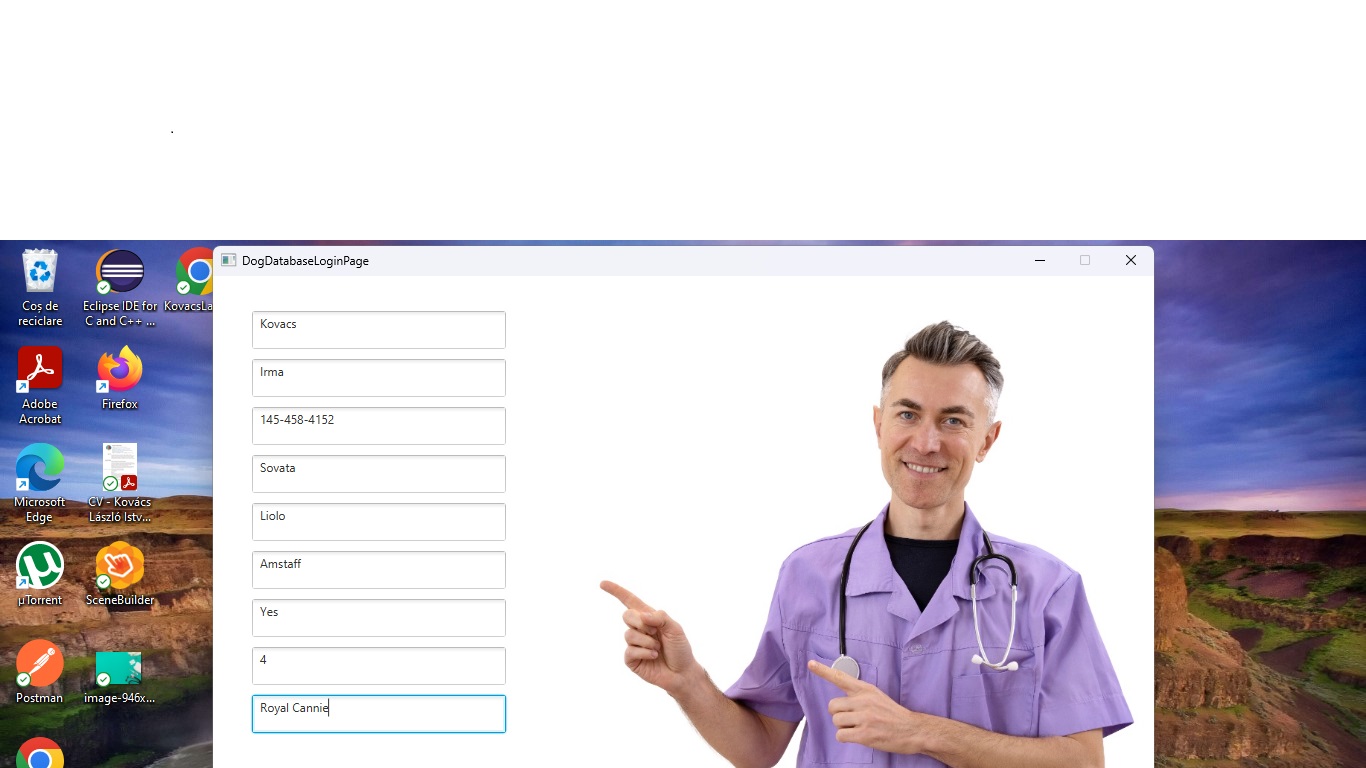 .
DogDatabaseLoginPage
Coș de
reciclare
Eclipse IDE for
C and C++ ...
KovacsLa
Adobe
Acrobat
Firefox
Microsoft
Edge
CV - Kovács
László Istv...
µTorrent
SceneBuilder
Postman
image-946x...
Kovacs
Irma
145-458-4152
Sovata
Liolo
Amstaff
Yes
4
Royal Cannie